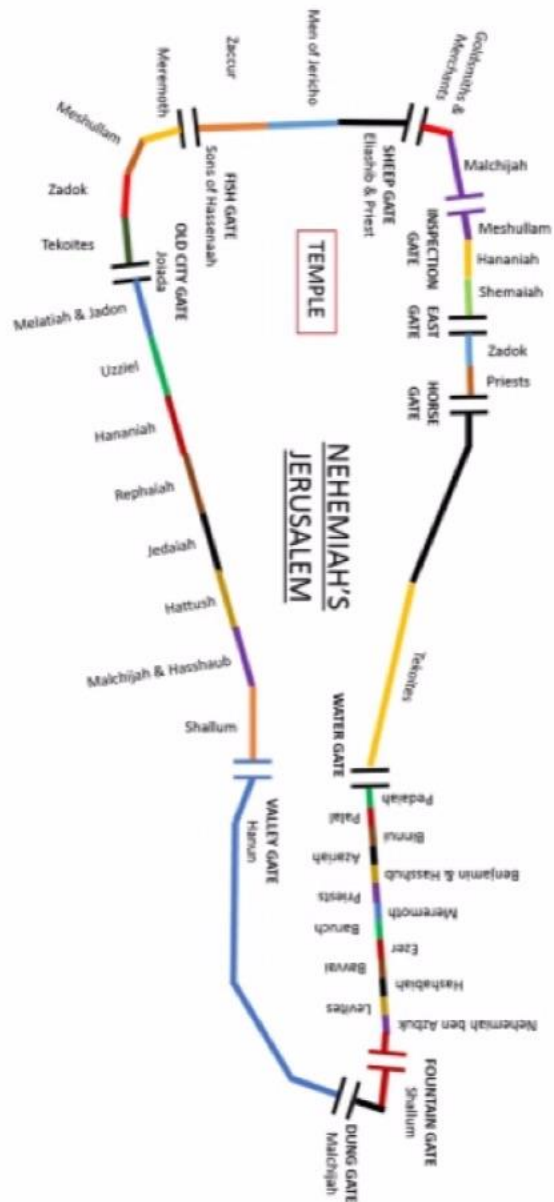 NEHEMIAH'S
JERUSALEM
TEMPLE
SHEEP GATE
Eliashib & Priest
Men of Jericho
Zaccur
FISH GATE
Sons of Hassenaah
Meremoth
Meshullam
Zadok
Tekoites
OLD CITY GATE
Joiada
Melatiah & Jadon
Uzziel
Hananiah
Rephaiah
Jedaiah
Hattush
Malchijah & Hasshaub
Shallum
VALLEY GATE
Hanun
DUNG GATE
Malchijah
FOUNTAIN GATE
Shallum
Nehemiah ben Azbuk
Levites
Hashabiah
Bavvai
Ezer
Baruch
Meremoth
Priests
Benjamin & Hasshub
Azariah
Binnui
Palal
Pedaiah
WATER GATE
Tekoites
HORSE
GATE
Priests
Zadok
EAST
GATE
Shemaiah
Hananiah
Meshullam
INSPECTION
GATE
Malchijah
Goldsmiths &
Merchants